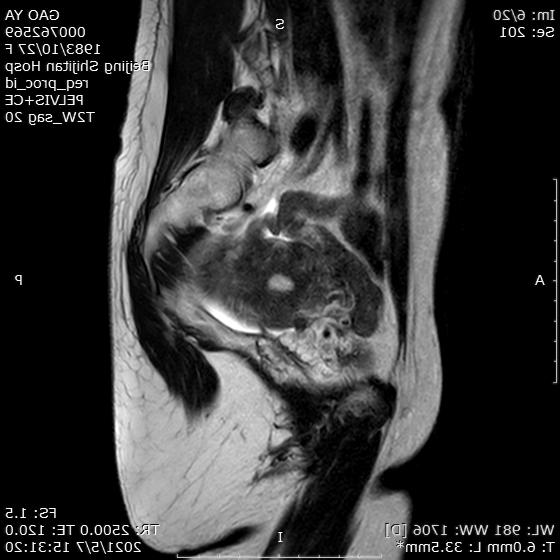 GAO YA
000762569
1983/10/27 F
Beijing Shijitan Hosp
req_proc_id
PELVIS+CE
T2W_sag 20
S
Im: 6/20
Se: 201
P
A
FS: 1.5
TR: 2500.0 TE: 120.0
2021/5/7 15:31:20
I
WL: 981 WW: 1706 [D]
T: 6.0mm L: 33.5mm*